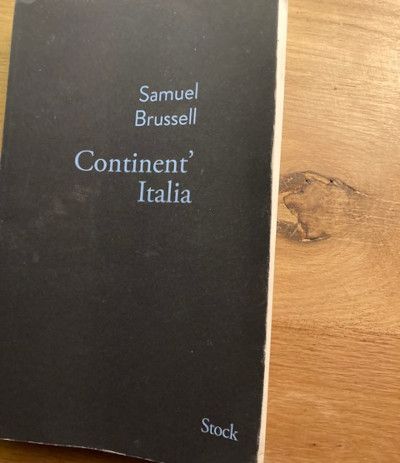 Samuel
Brussell
Continent'
Italia
Stock